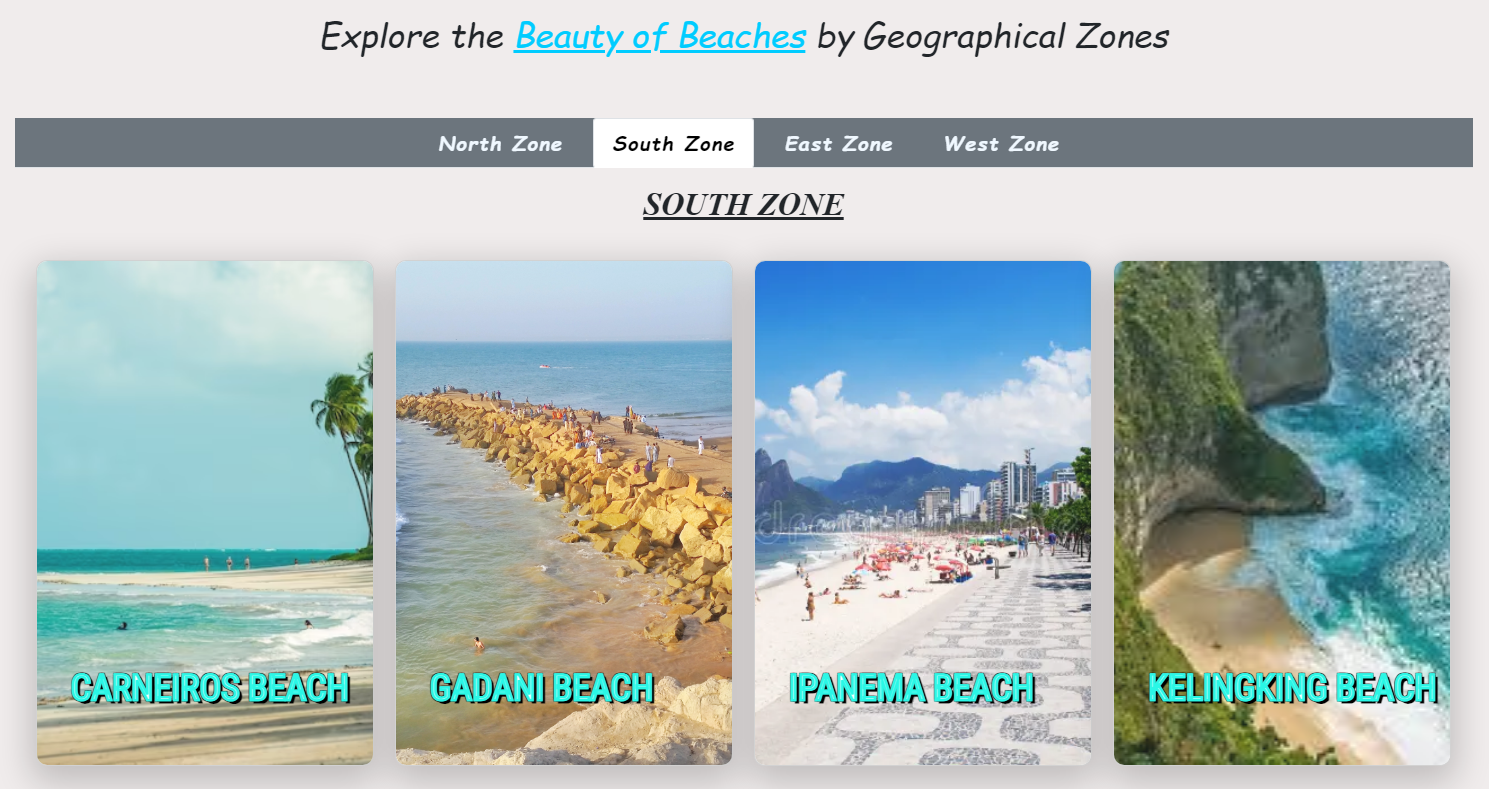 Explore the Beauty of Beaches by Geographical Zones
North Zone South Zone East Zone West Zone
SOUTH ZONE
CARNEIROS BEACH GADANI BEACH IPANEMA BEACH KELINGKING BEACH